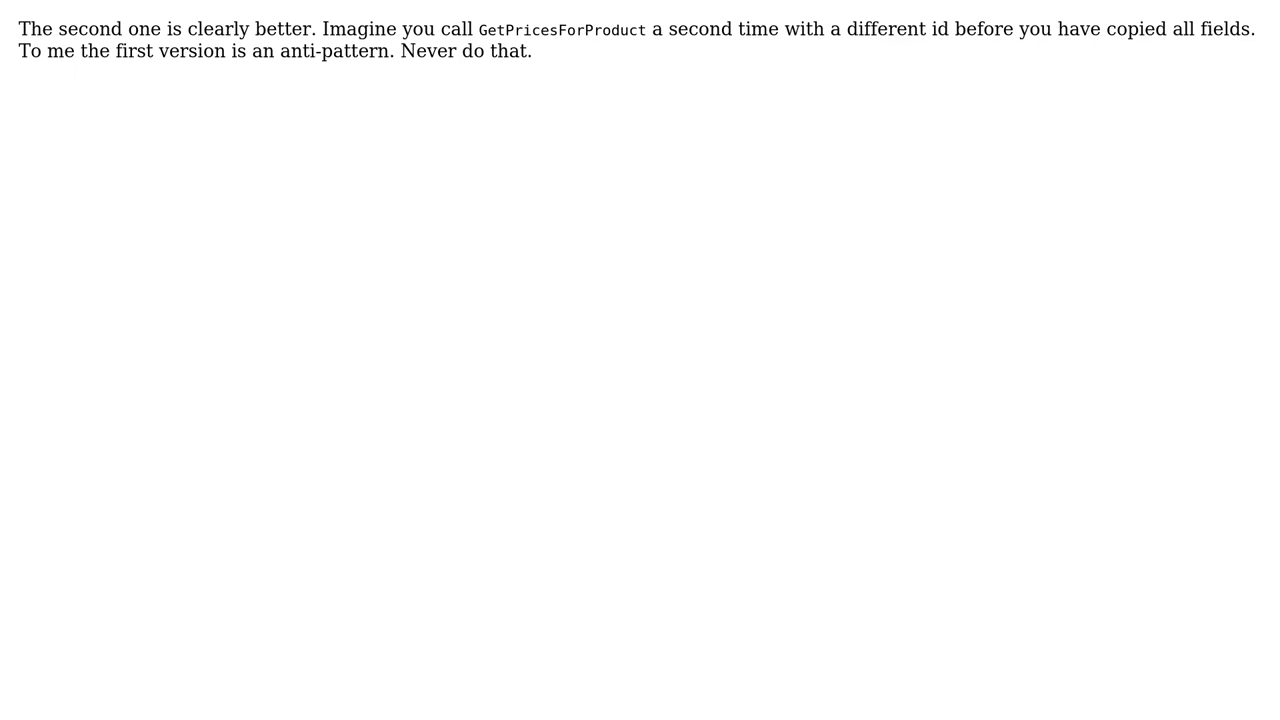 The second one is clearly better. Imagine you call GetPricesForProduct a second time with a different id before you have copied all fields.
To me the first version is an anti-pattern. Never do that.